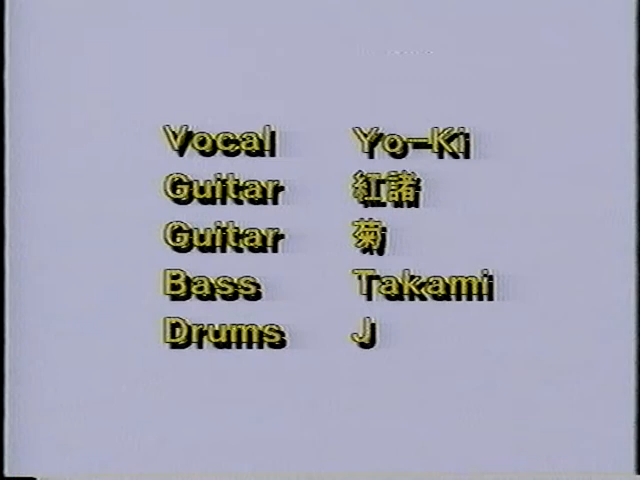 Vocal Yo-Ki
Guitar 紅諸
Guitar 菊
Bass Takami
Drums J